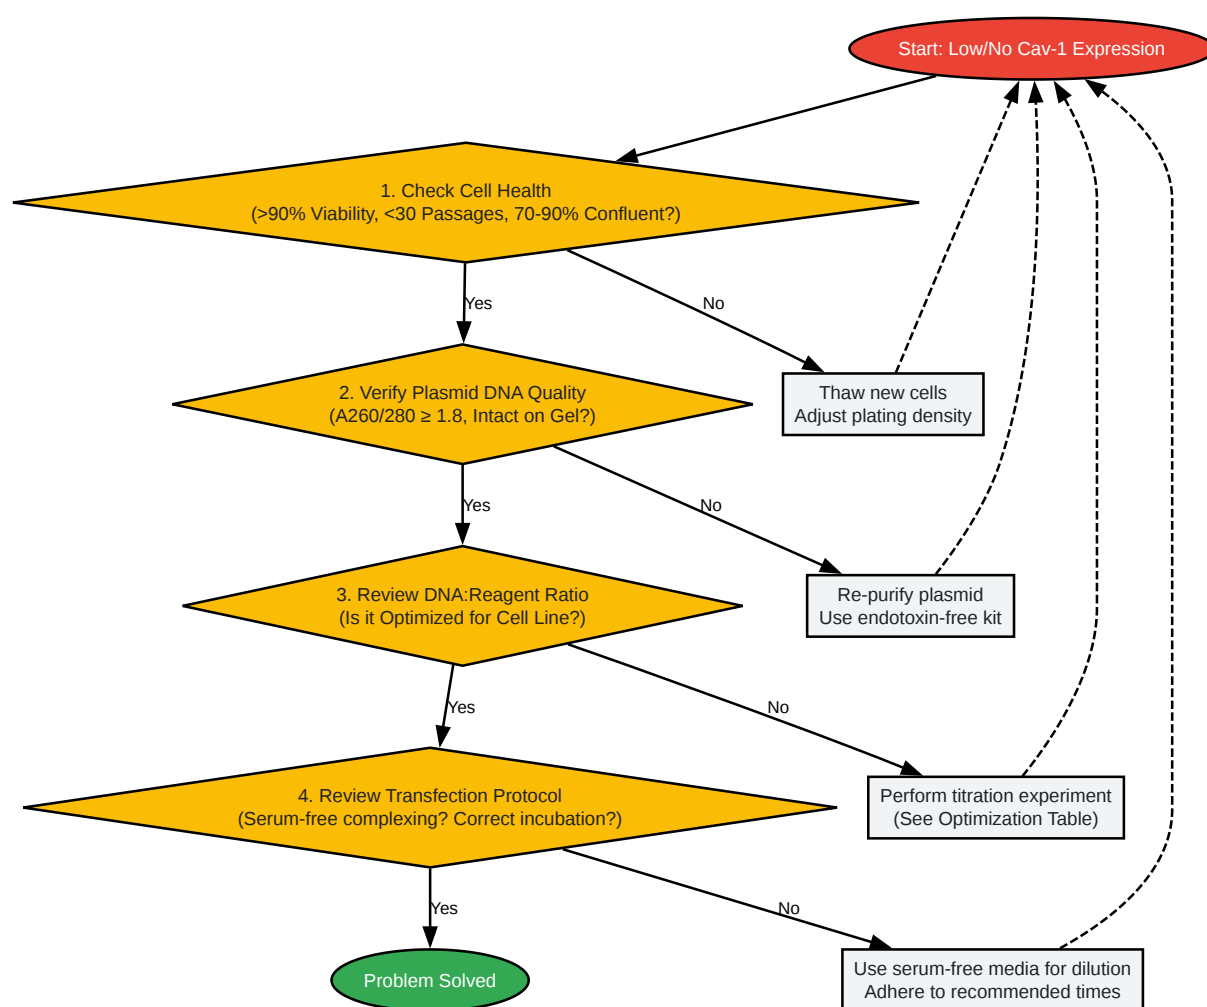 Start: Low/No Cav-1 Expression
1. Check Cell Health
(>90% Viability, <30 Passages, 70-90% Confluent?)
Yes
No
Thaw new cells
Adjust plating density
2. Verify Plasmid DNA Quality
(A260/280 ≥ 1.8, Intact on Gel?)
Yes
No
Re-purify plasmid
Use endotoxin-free kit
3. Review DNA:Reagent Ratio
(Is it Optimized for Cell Line?)
Yes
No
Perform titration experiment
(See Optimization Table)
4. Review Transfection Protocol
(Serum-free complexing? Correct incubation?)
Yes
No
Use serum-free media for dilution
Adhere to recommended times
Problem Solved